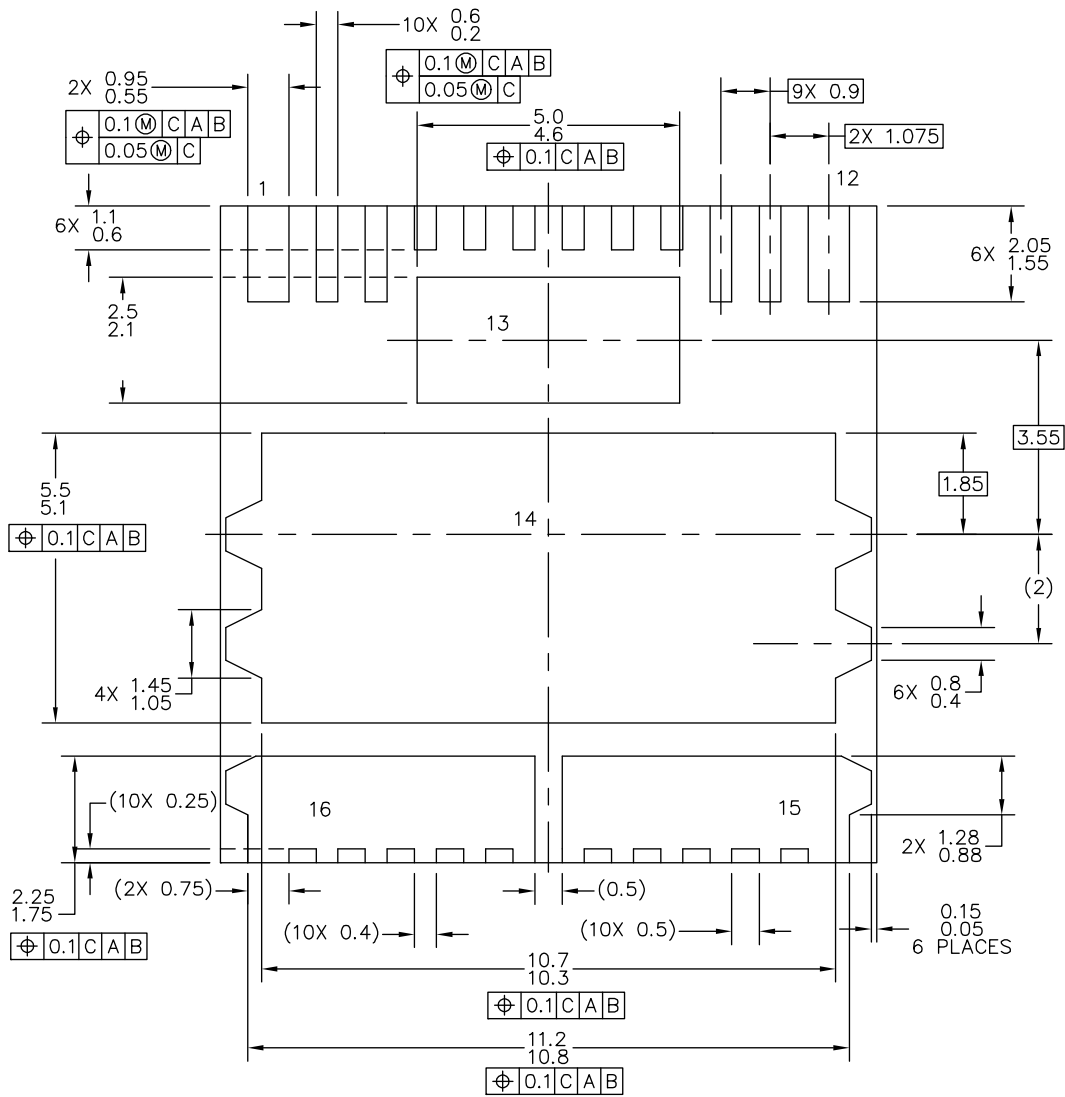 10X 0.6
0.2
⌖ 0.1 Ⓜ C A B
0.05 Ⓜ C
2X 0.95
0.55
⌖ 0.1 Ⓜ C A B
0.05 Ⓜ C
9X 0.9
2X 1.075
5.0
4.6
⌖ 0.1 C A B
1
12
6X 1.1
0.6
6X 2.05
1.55
2.5
2.1
13
3.55
1.85
5.5
5.1
⌖ 0.1 C A B
14
(2)
4X 1.45
1.05
6X 0.8
0.4
(10X 0.25)
16
15
2X 1.28
0.88
2.25
1.75
⌖ 0.1 C A B
(2X 0.75)
(0.5)
(10X 0.4)
(10X 0.5)
0.15
0.05
6 PLACES
10.7
10.3
⌖ 0.1 C A B
11.2
10.8
⌖ 0.1 C A B